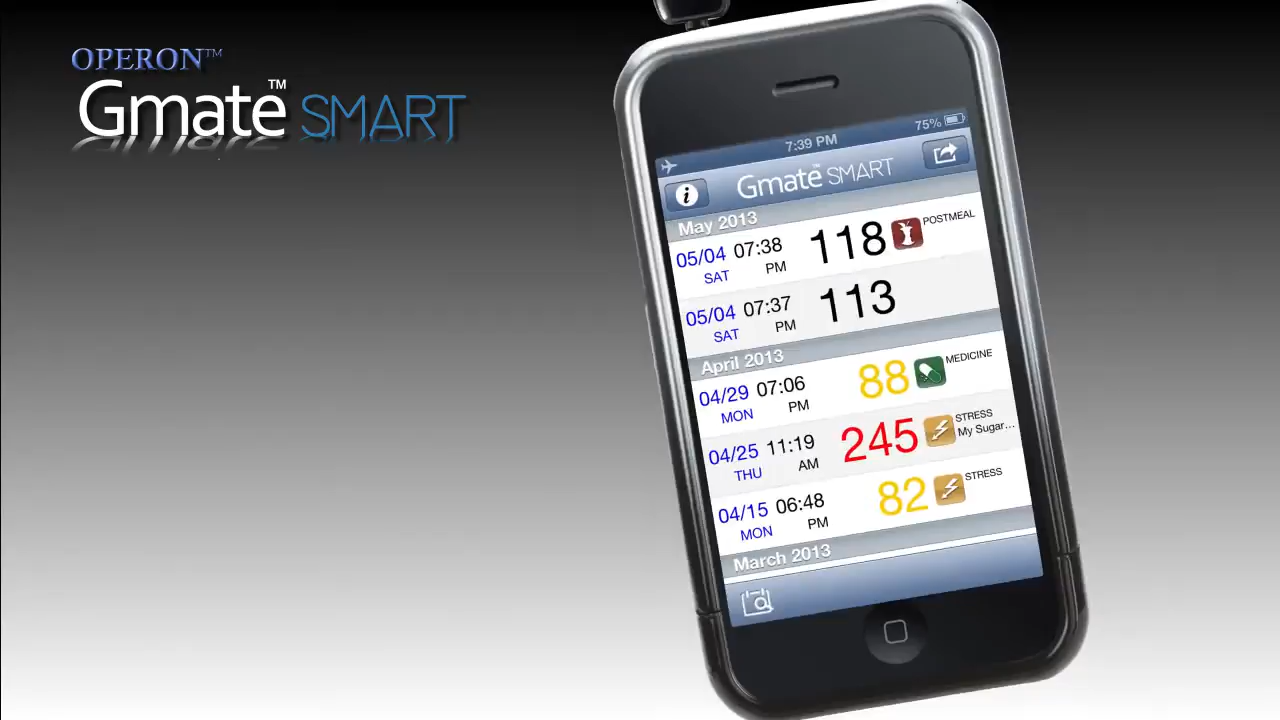 OPERON™
Gmate™ SMART
7:39 PM
75%
Gmate™ SMART
May 2013
05/04 07:38 118 POSTMEAL
SAT PM
05/04 07:37 113
SAT PM
April 2013
04/29 07:06 88 MEDICINE
MON PM
04/25 11:19 245 STRESS
THU AM My Sugar...
04/15 06:48 82 STRESS
MON PM
March 2013